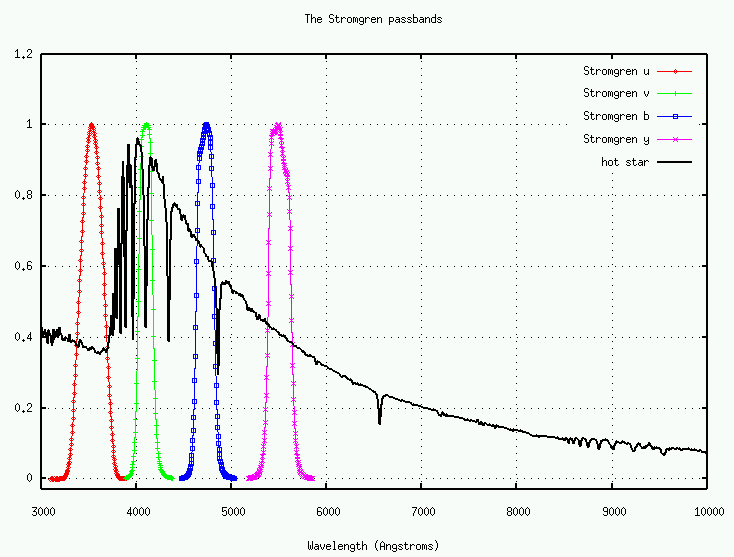 The Stromgren passbands
1.2
1
0.8
0.6
0.4
0.2
0
Stromgren u
Stromgren v
Stromgren b
Stromgren y
hot star
3000 4000 5000 6000 7000 8000 9000 10000
Wavelength (Angstroms)